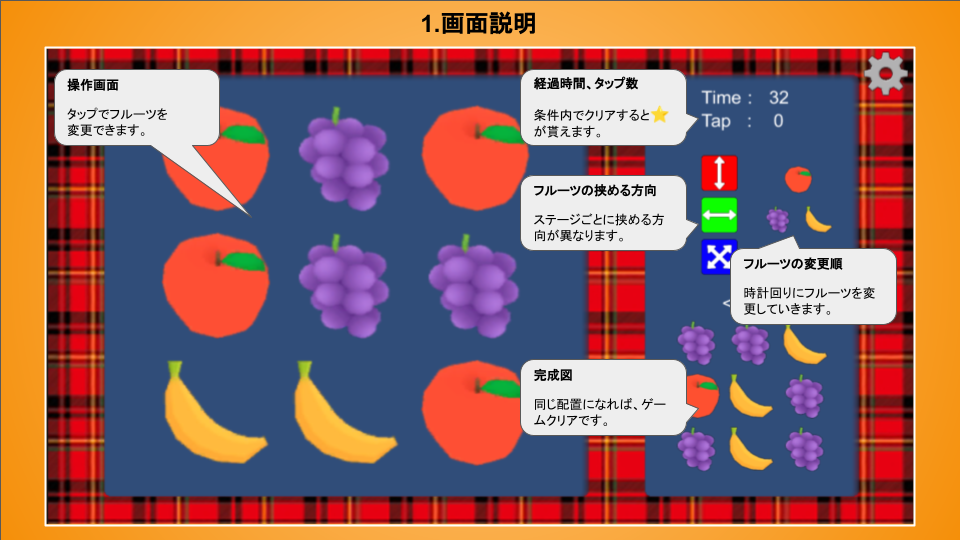 1.画面説明
操作画面
タップでフルーツを
変更できます。
経過時間、タップ数
条件内でクリアすると⭐
が貰えます。
Time : 32
Tap : 0
フルーツの挟める方向
ステージごとに挟める方
向が異なります。
フルーツの変更順
時計回りにフルーツを変
更していきます。
<
完成図
同じ配置になれば、ゲー
ムクリアです。